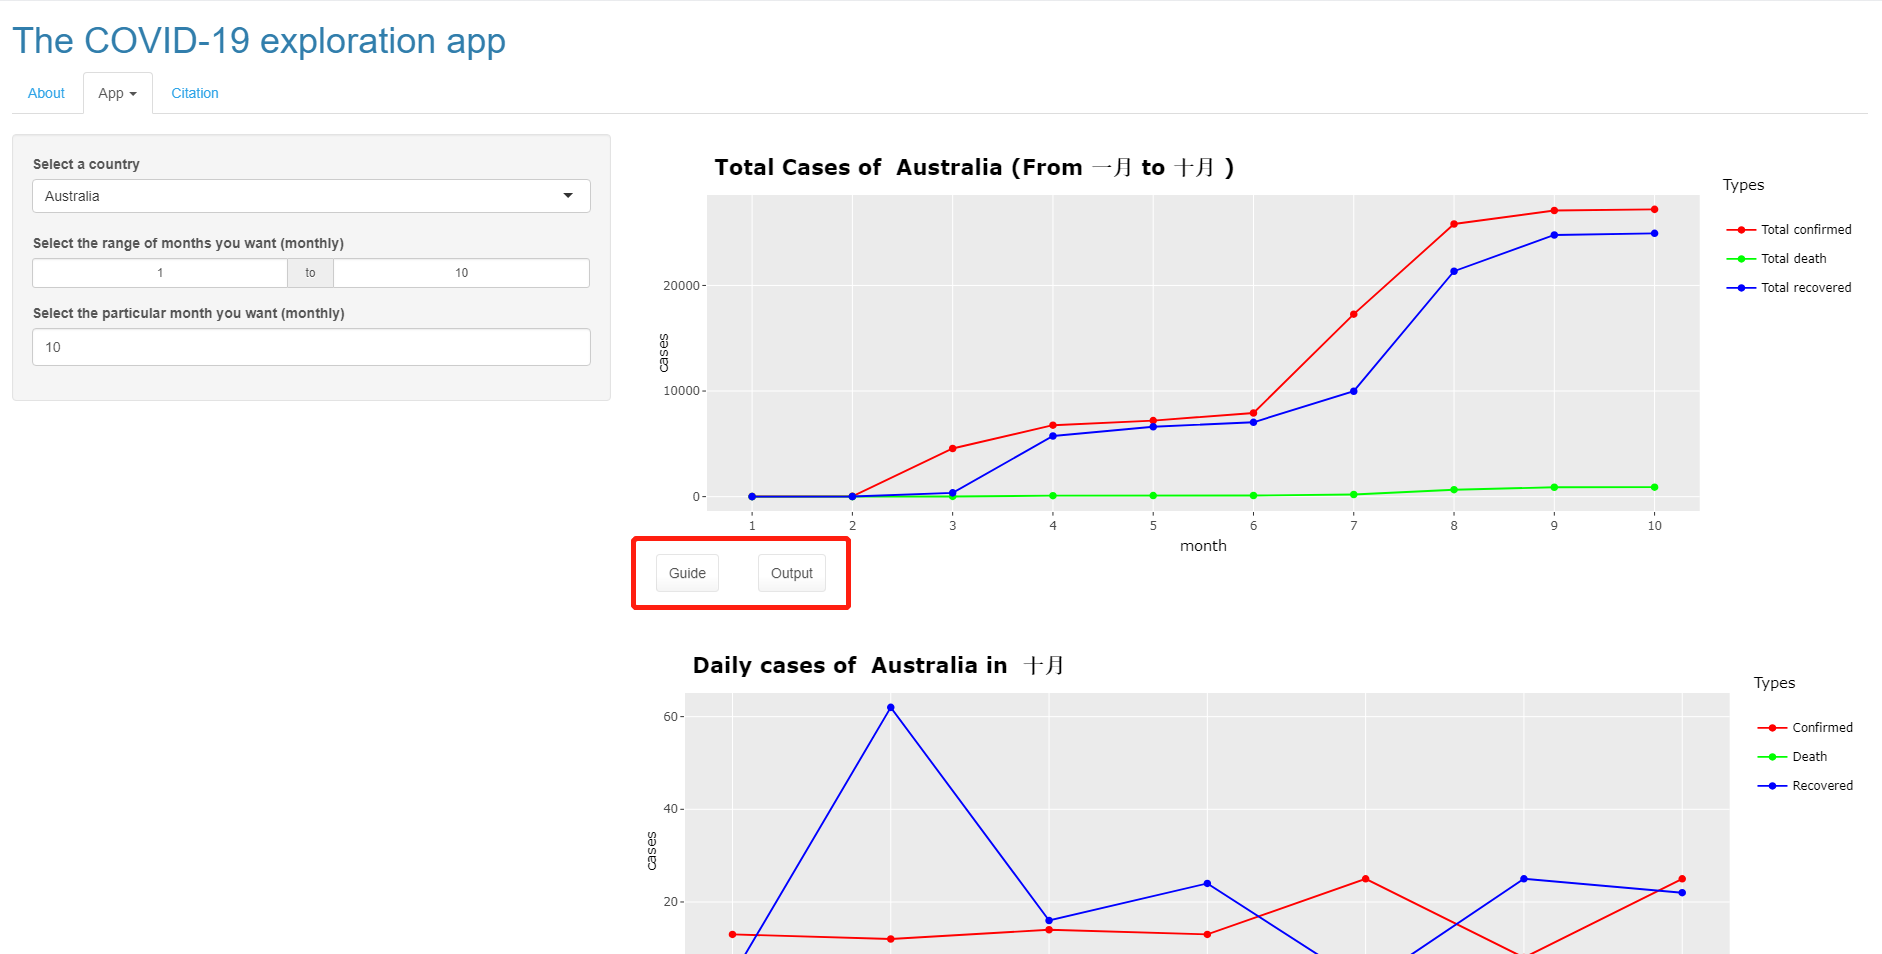 The COVID-19 exploration app
About
App
Citation
Select a country
Australia
Select the range of months you want (monthly)
1 to 10
Select the particular month you want (monthly)
10
Total Cases of Australia (From 一月 to 十月 )
Types
Total confirmed
Total death
Total recovered
cases
20000
10000
0
1 2 3 4 5 6 7 8 9 10
month
Guide
Output
Daily cases of Australia in 十月
Types
Confirmed
Death
Recovered
cases
60
40
20